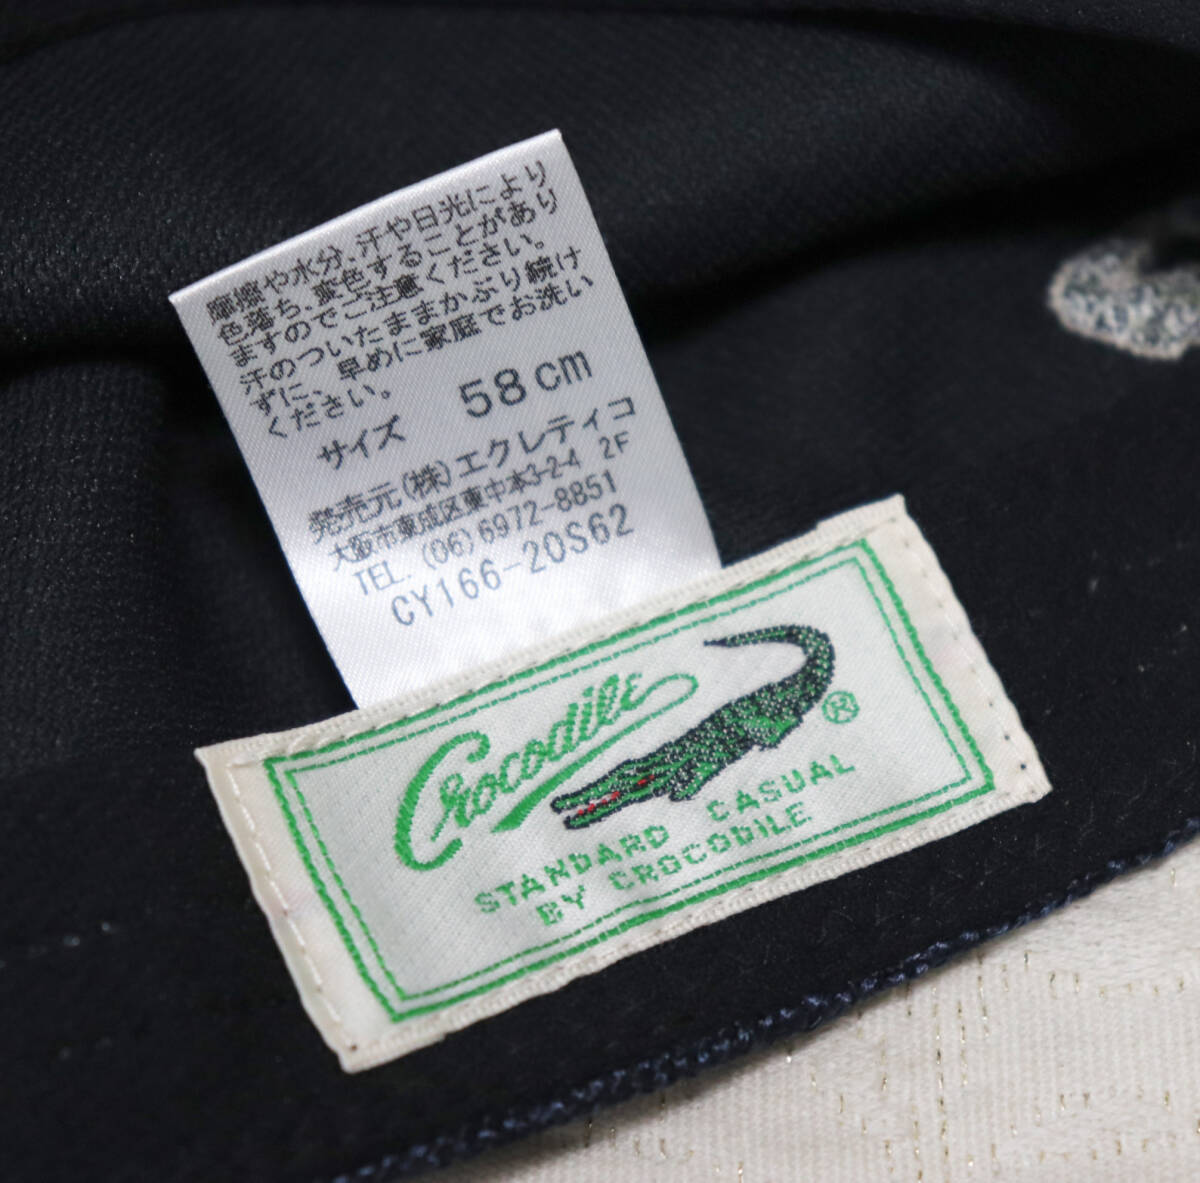 摩擦や水分、汗や日光により
色落ち、変色することがあり
ますのでご注意ください。
汗のついたままかぶり続け
ずに、早めに家庭でお洗い
ください。
サイズ 58cm
発売元(株)エクレティコ
大阪市東成区東中本3-2-4 2F
TEL. (06)6972-8851
CY166-20S62
Crocodile
®
STANDARD CASUAL
BY CROCODILE